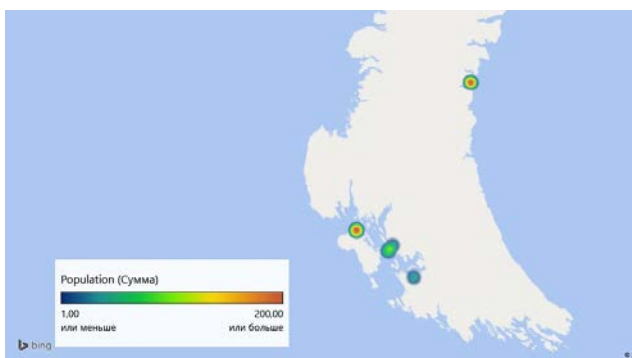 Population (Сумма)
1,00 200,00
или меньше или больше
bing